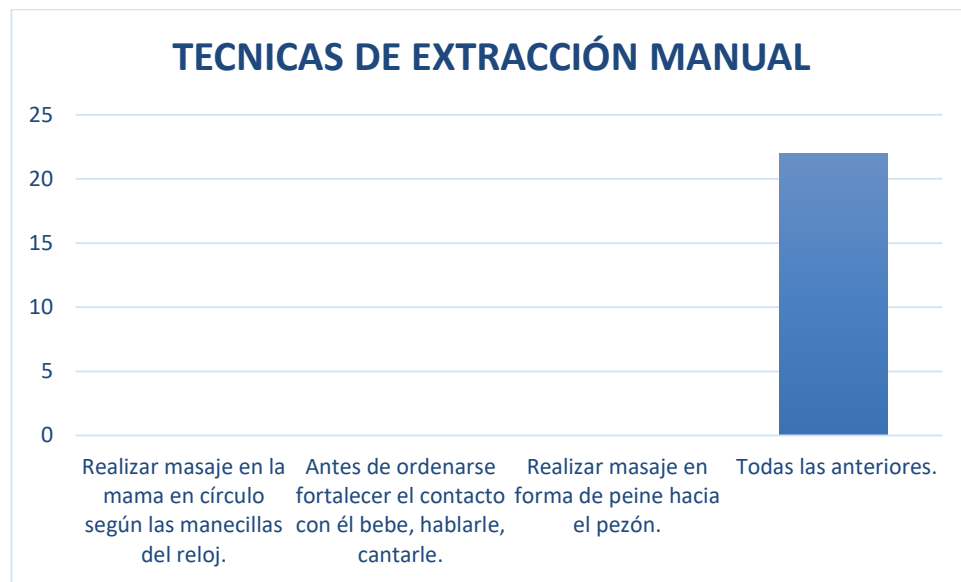 TECNICAS DE EXTRACCIÓN MANUAL
25
20
15
10
5
0
Realizar masaje en la
mama en círculo
según las manecillas
del reloj.
Antes de ordenarse
fortalecer el contacto
con él bebe, hablarle,
cantarle.
Realizar masaje en
forma de peine hacia
el pezón.
Todas las anteriores.